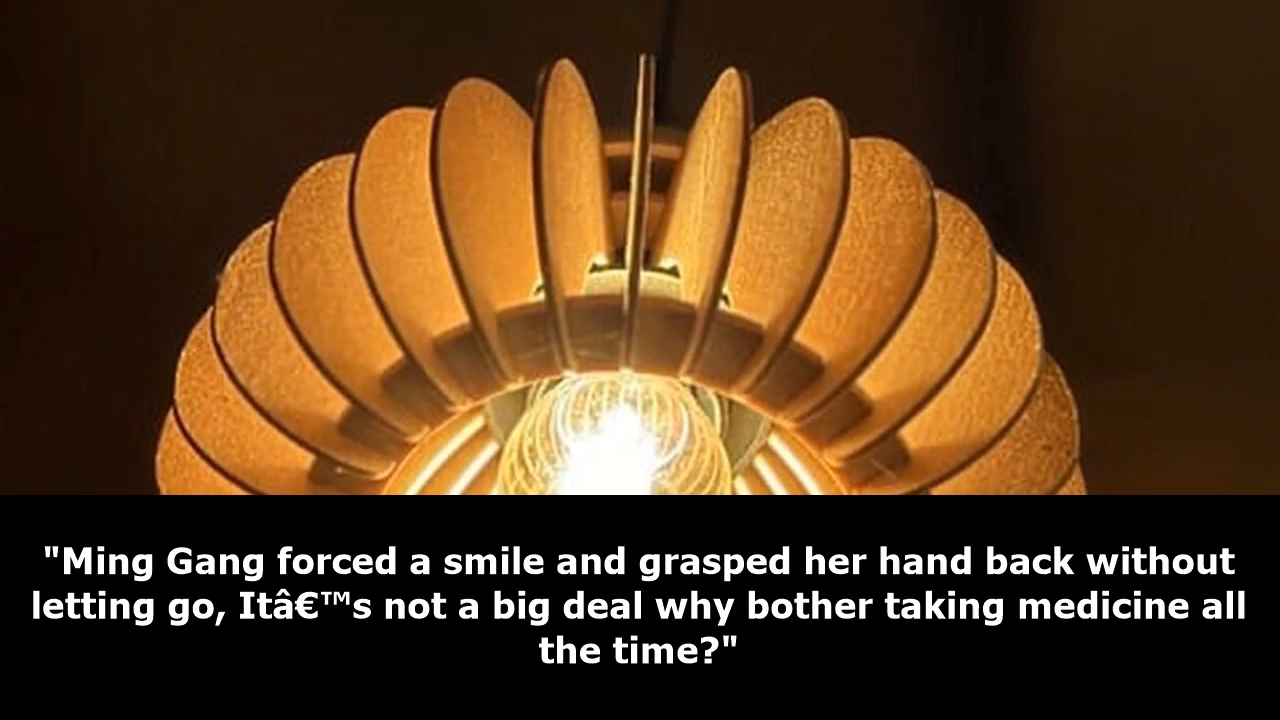 "Ming Gang forced a smile and grasped her hand back without
letting go, Itâ€™s not a big deal why bother taking medicine all
the time?"